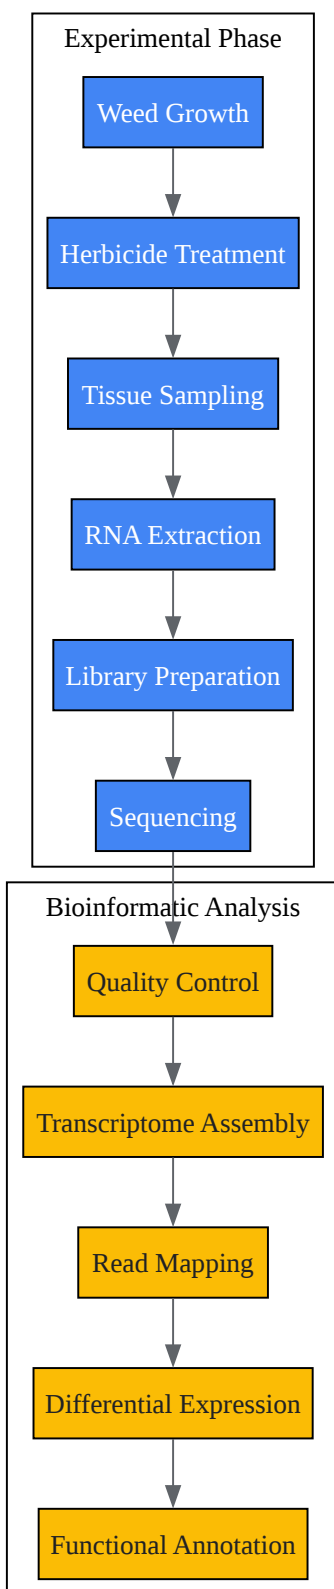 Experimental Phase
Weed Growth
Herbicide Treatment
Tissue Sampling
RNA Extraction
Library Preparation
Sequencing
Bioinformatic Analysis
Quality Control
Transcriptome Assembly
Read Mapping
Differential Expression
Functional Annotation